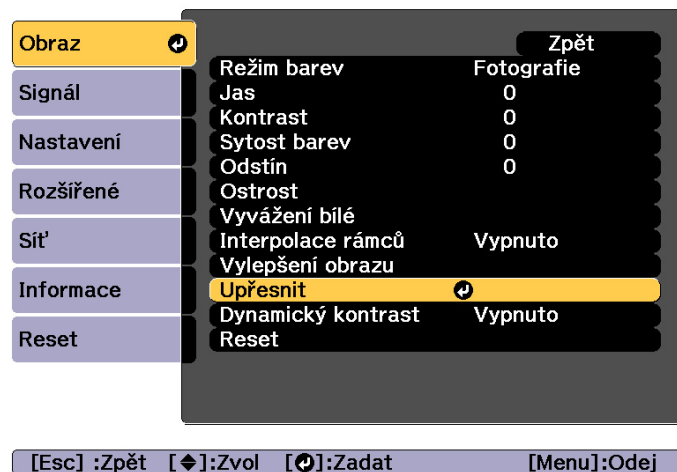 Obraz
Signál
Nastavení
Rozšířené
Síť
Informace
Reset
Zpět
Režim barev Fotografie
Jas 0
Kontrast 0
Sytost barev 0
Odstín 0
Ostrost
Vyvážení bílé
Interpolace rámců Vypnuto
Vylepšení obrazu
Upřesnit
Dynamický kontrast Vypnuto
Reset
[Esc] :Zpět [◆]:Zvol [↵]:Zadat [Menu]:Odej